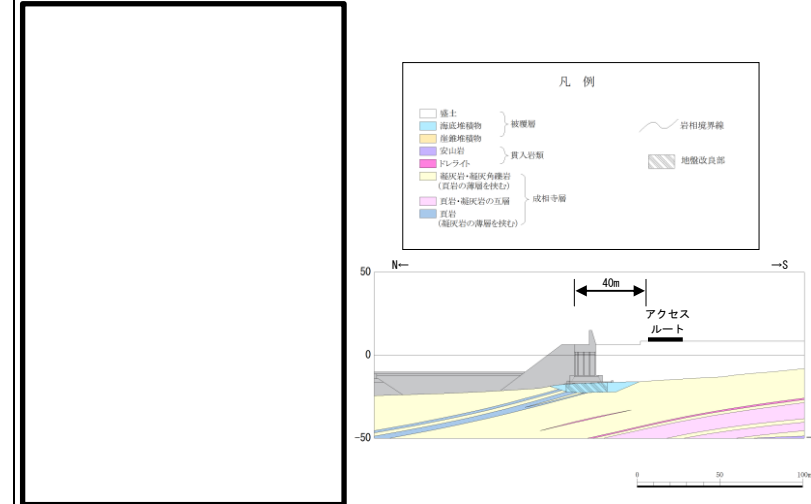 凡 例
盛土
海底堆積物
崖錐堆積物
被覆層
安山岩
ドレライト
貫入岩類
凝灰岩・凝灰角礫岩
(頁岩の薄層を挟む)
頁岩・凝灰岩の互層
頁岩
(凝灰岩の薄層を挟む)
成相寺層
岩相境界線
地盤改良部
N←
→S
50
0
-50
40m
アクセス
ルート
0 50 100m